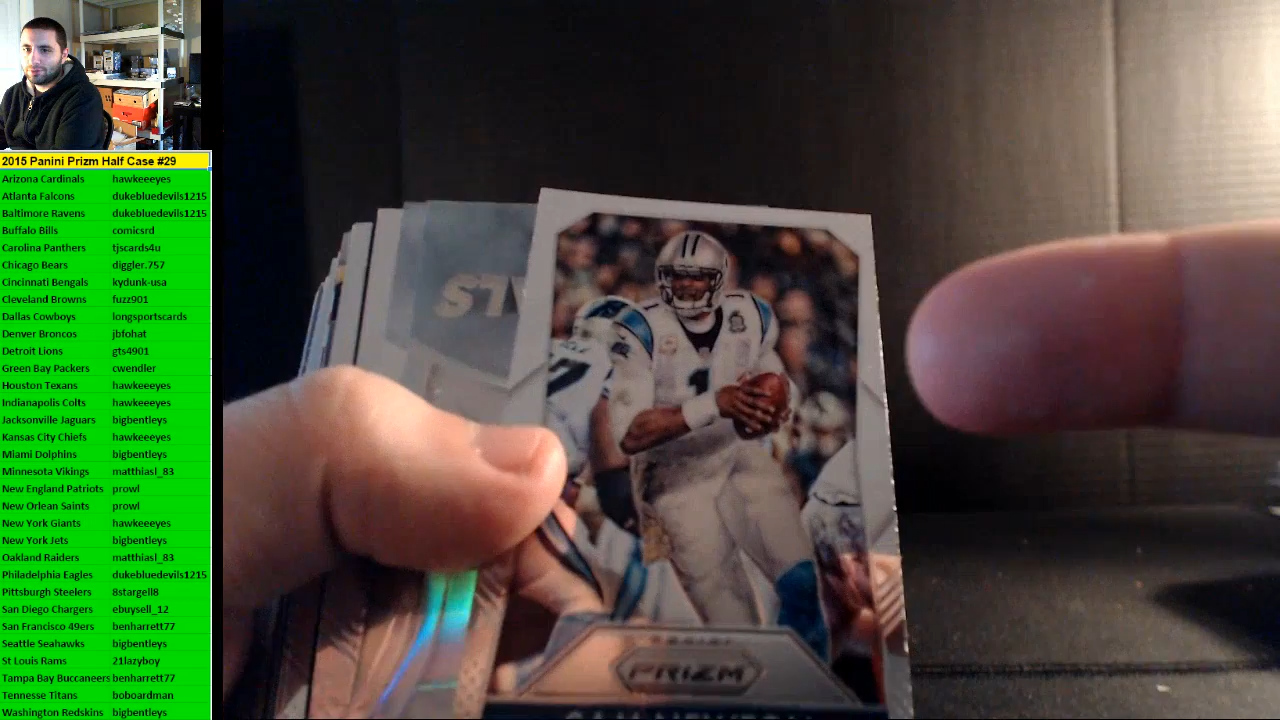 2015 Panini Prizm Half Case #29
Arizona Cardinals hawkeeeyes
Atlanta Falcons dukebluedevils1215
Baltimore Ravens dukebluedevils1215
Buffalo Bills comicsrd
Carolina Panthers tjscards4u
Chicago Bears diggler.757
Cincinnati Bengals kydunk-usa
Cleveland Browns fuzz901
Dallas Cowboys longsportscards
Denver Broncos jbfohat
Detroit Lions gts4901
Green Bay Packers cwendler
Houston Texans hawkeeeyes
Indianapolis Colts hawkeeeyes
Jacksonville Jaguars bigbentleys
Kansas City Chiefs hawkeeeyes
Miami Dolphins bigbentleys
Minnesota Vikings matthiasl_83
New England Patriots prowl
New Orlean Saints prowl
New York Giants hawkeeeyes
New York Jets bigbentleys
Oakland Raiders matthiasl_83
Philadelphia Eagles dukebluedevils1215
Pittsburgh Steelers 8stargell8
San Diego Chargers ebuysell_12
San Francisco 49ers benharrett77
Seattle Seahawks bigbentleys
St Louis Rams 21lazyboy
Tampa Bay Buccaneers benharrett77
Tennesse Titans boboardman
Washington Redskins bigbentleys
1
PANINI
PRIZM
CAM NEWTON